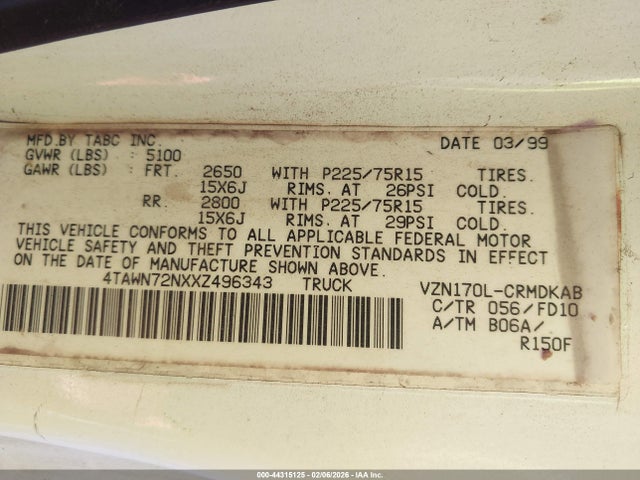 MFD.BY TABC INC. DATE 03/99
GVWR (LBS) : 5100
GAWR (LBS) : FRT. 2650 WITH P225/75R15 TIRES.
15X6J RIMS. AT 26PSI COLD.
RR. 2800 WITH P225/75R15 TIRES.
15X6J RIMS. AT 29PSI COLD.
THIS VEHICLE CONFORMS TO ALL APPLICABLE FEDERAL MOTOR
VEHICLE SAFETY AND THEFT PREVENTION STANDARDS IN EFFECT
ON THE DATE OF MANUFACTURE SHOWN ABOVE.
4TAWN72NXXZ496343 TRUCK VZN170L-CRMDKAB
C/TR 056/FD10
A/TM B06A/
R150F
000-44315125 - 02/06/2026 - IAA Inc.